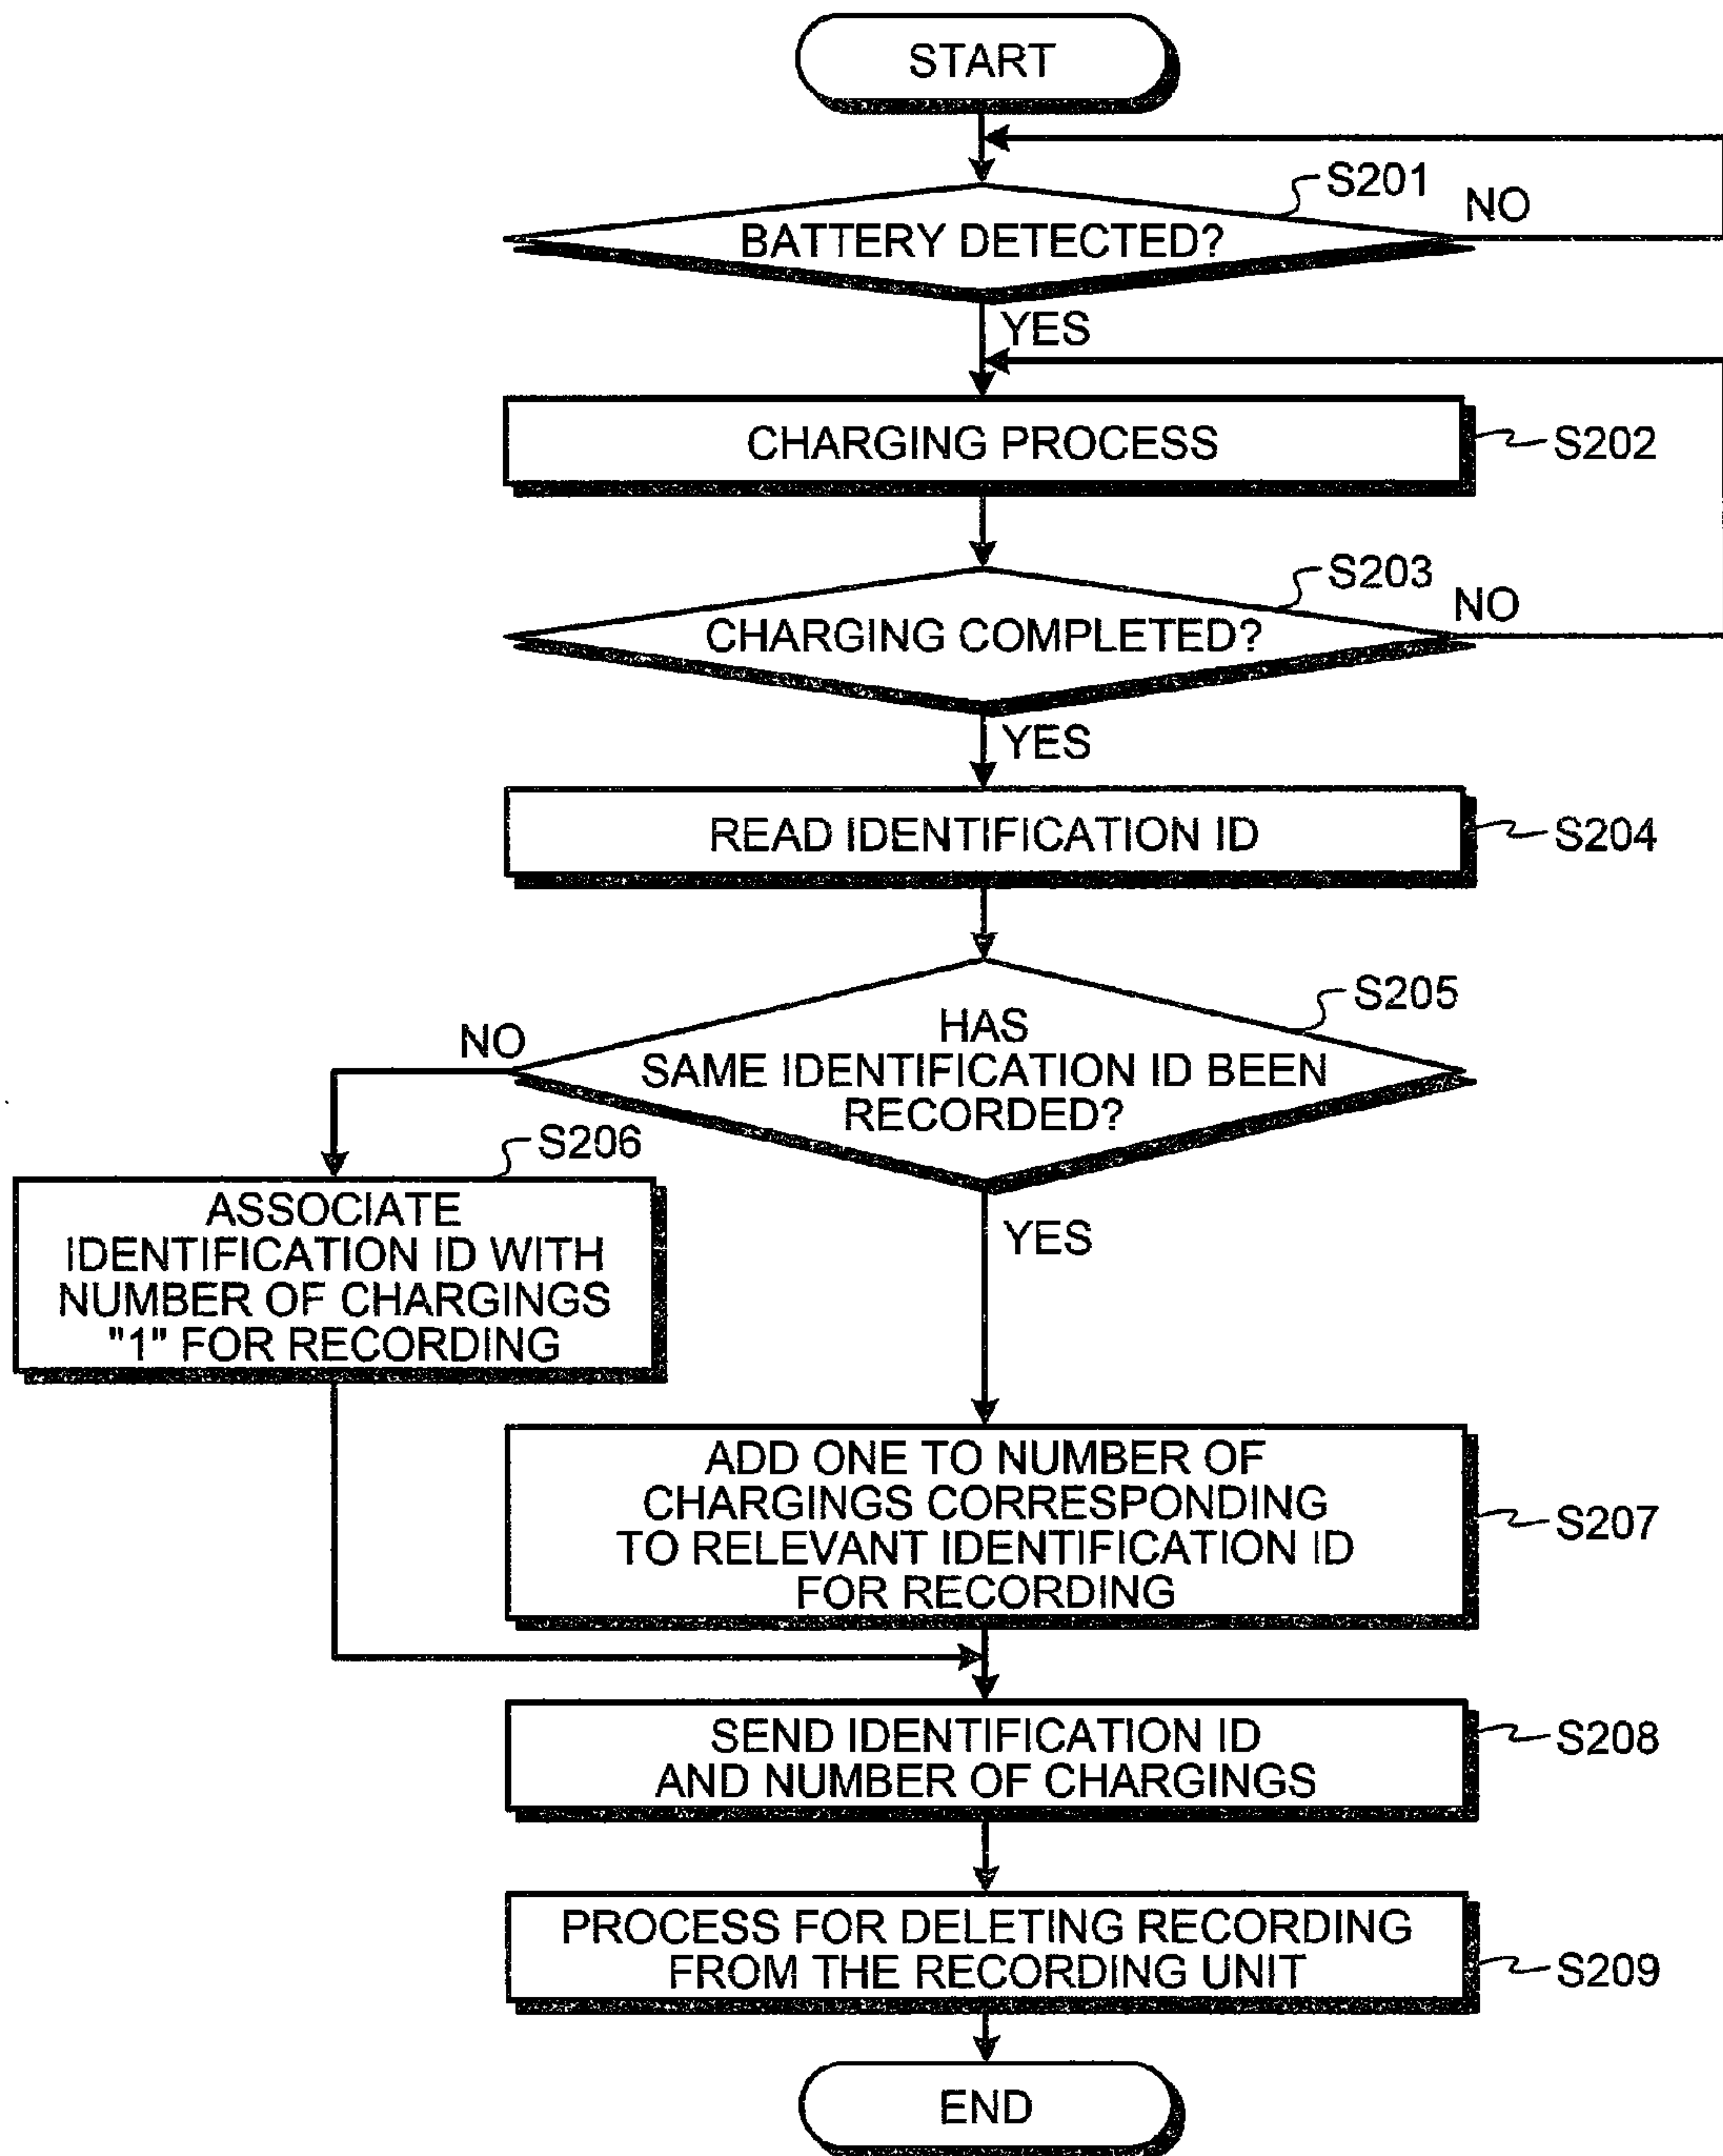 START
S201
NO
BATTERY DETECTED?
YES
CHARGING PROCESS
S202
S203
NO
CHARGING COMPLETED?
YES
READ IDENTIFICATION ID
S204
S205
NO
HAS
SAME IDENTIFICATION ID BEEN
RECORDED?
S206
YES
ASSOCIATE
IDENTIFICATION ID WITH
NUMBER OF CHARGINGS
"1" FOR RECORDING
ADD ONE TO NUMBER OF
CHARGINGS CORRESPONDING
TO RELEVANT IDENTIFICATION ID
FOR RECORDING
S207
SEND IDENTIFICATION ID
AND NUMBER OF CHARGINGS
S208
PROCESS FOR DELETING RECORDING
FROM THE RECORDING UNIT
S209
END